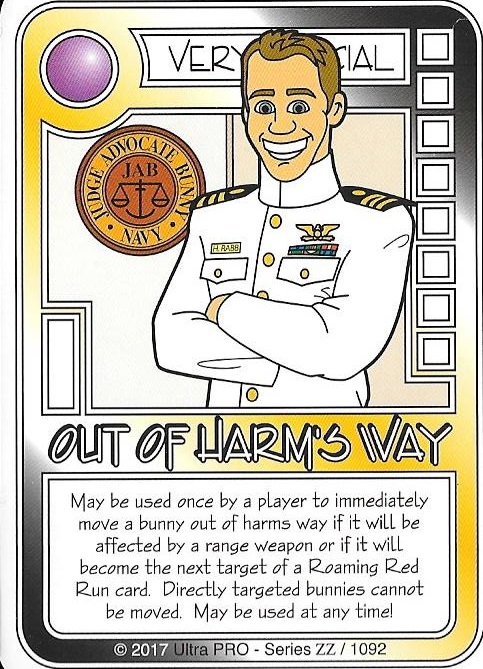 VERY CIAL
JUDGE ADVOCATE BUNNY
JAB
NAVY
H. RABB
OUT OF HARM'S WAY
May be used once by a player to immediately
move a bunny out of harms way if it will be
affected by a range weapon or if it will
become the next target of a Roaming Red
Run card. Directly targeted bunnies cannot
be moved. May be used at any time!
© 2017 Ultra PRO - Series ZZ / 1092